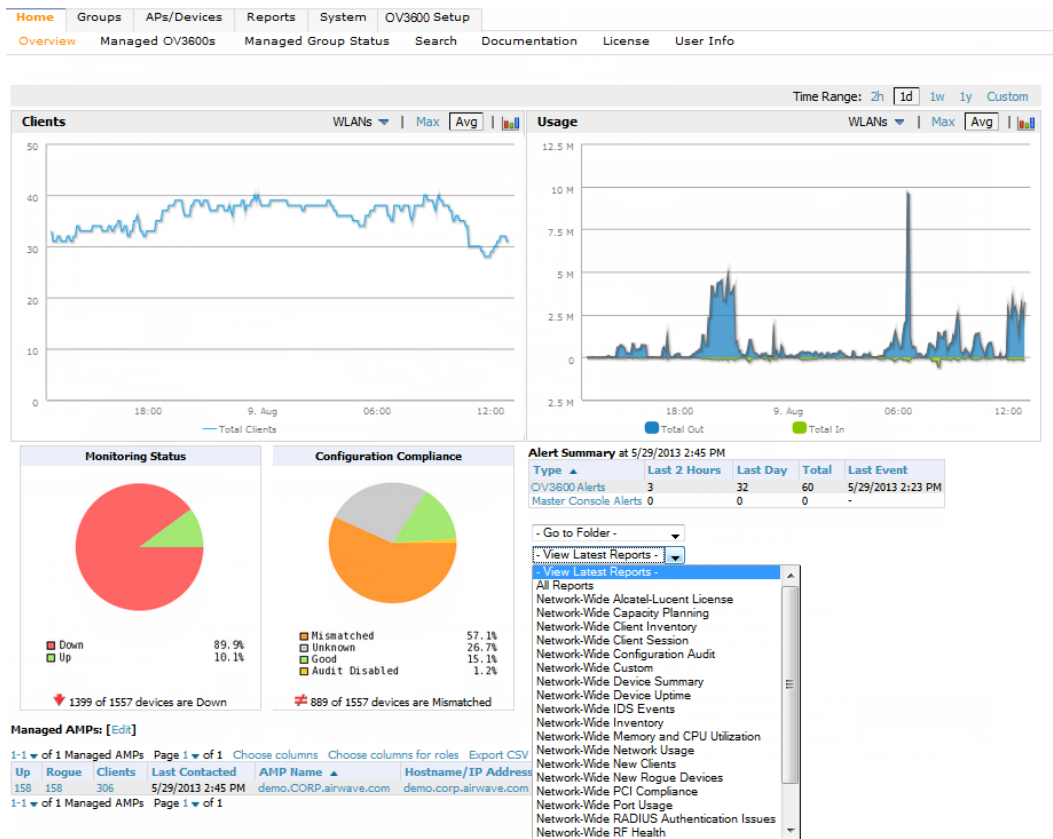 Home Groups APs/Devices Reports System OV3600 Setup
Overview Managed OV3600s Managed Group Status Search Documentation License User Info
Time Range: 2h 1d 1w 1y Custom
Clients WLANs | Max Avg |
50
40
30
20
10
0
18:00 9. Aug 06:00 12:00
Total Clients
Usage WLANs | Max Avg |
12.5 M
10 M
7.5 M
5 M
2.5 M
0
2.5 M
18:00 9. Aug 06:00 12:00
Total Out Total In
Monitoring Status
Down 89.9%
Up 10.1%
1399 of 1557 devices are Down
Configuration Compliance
Mismatched 57.1%
Unknown 26.7%
Good 15.1%
Audit Disabled 1.2%
889 of 1557 devices are Mismatched
Alert Summary at 5/29/2013 2:45 PM
Type Last 2 Hours Last Day Total Last Event
OV3600 Alerts 3 32 60 5/29/2013 2:23 PM
Master Console Alerts 0 0 0 -
- Go to Folder -
- View Latest Reports -
- View Latest Reports -
All Reports
Network-Wide Alcatel-Lucent License
Network-Wide Capacity Planning
Network-Wide Client Inventory
Network-Wide Client Session
Network-Wide Configuration Audit
Network-Wide Custom
Network-Wide Device Summary
Network-Wide Device Uptime
Network-Wide IDS Events
Network-Wide Inventory
Network-Wide Memory and CPU Utilization
Network-Wide Network Usage
Network-Wide New Clients
Network-Wide New Rogue Devices
Network-Wide PCI Compliance
Network-Wide Port Usage
Network-Wide RADIUS Authentication Issues
Network-Wide RF Health
Managed AMPs: [Edit]
1-1 of 1 Managed AMPs Page 1 of 1 Choose columns Choose columns for roles Export CSV
Up Rogue Clients Last Contacted AMP Name Hostname/IP Address
158 158 306 5/29/2013 2:45 PM demo.CORP.airwave.com demo.corp.airwave.com
1-1 of 1 Managed AMPs Page 1 of 1